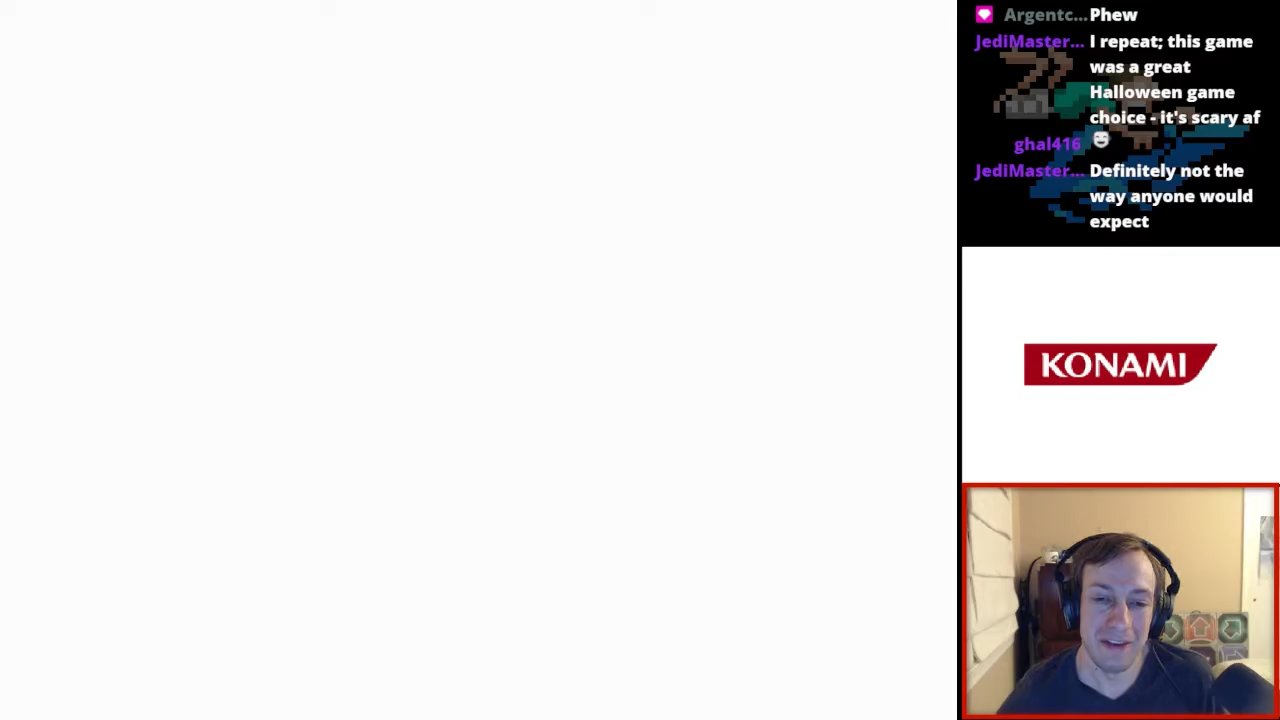 Argentc... Phew
JediMaster... I repeat; this game
was a great
Halloween game
choice - it's scary af
ghal416
JediMaster... Definitely not the
way anyone would
expect
KONAMI